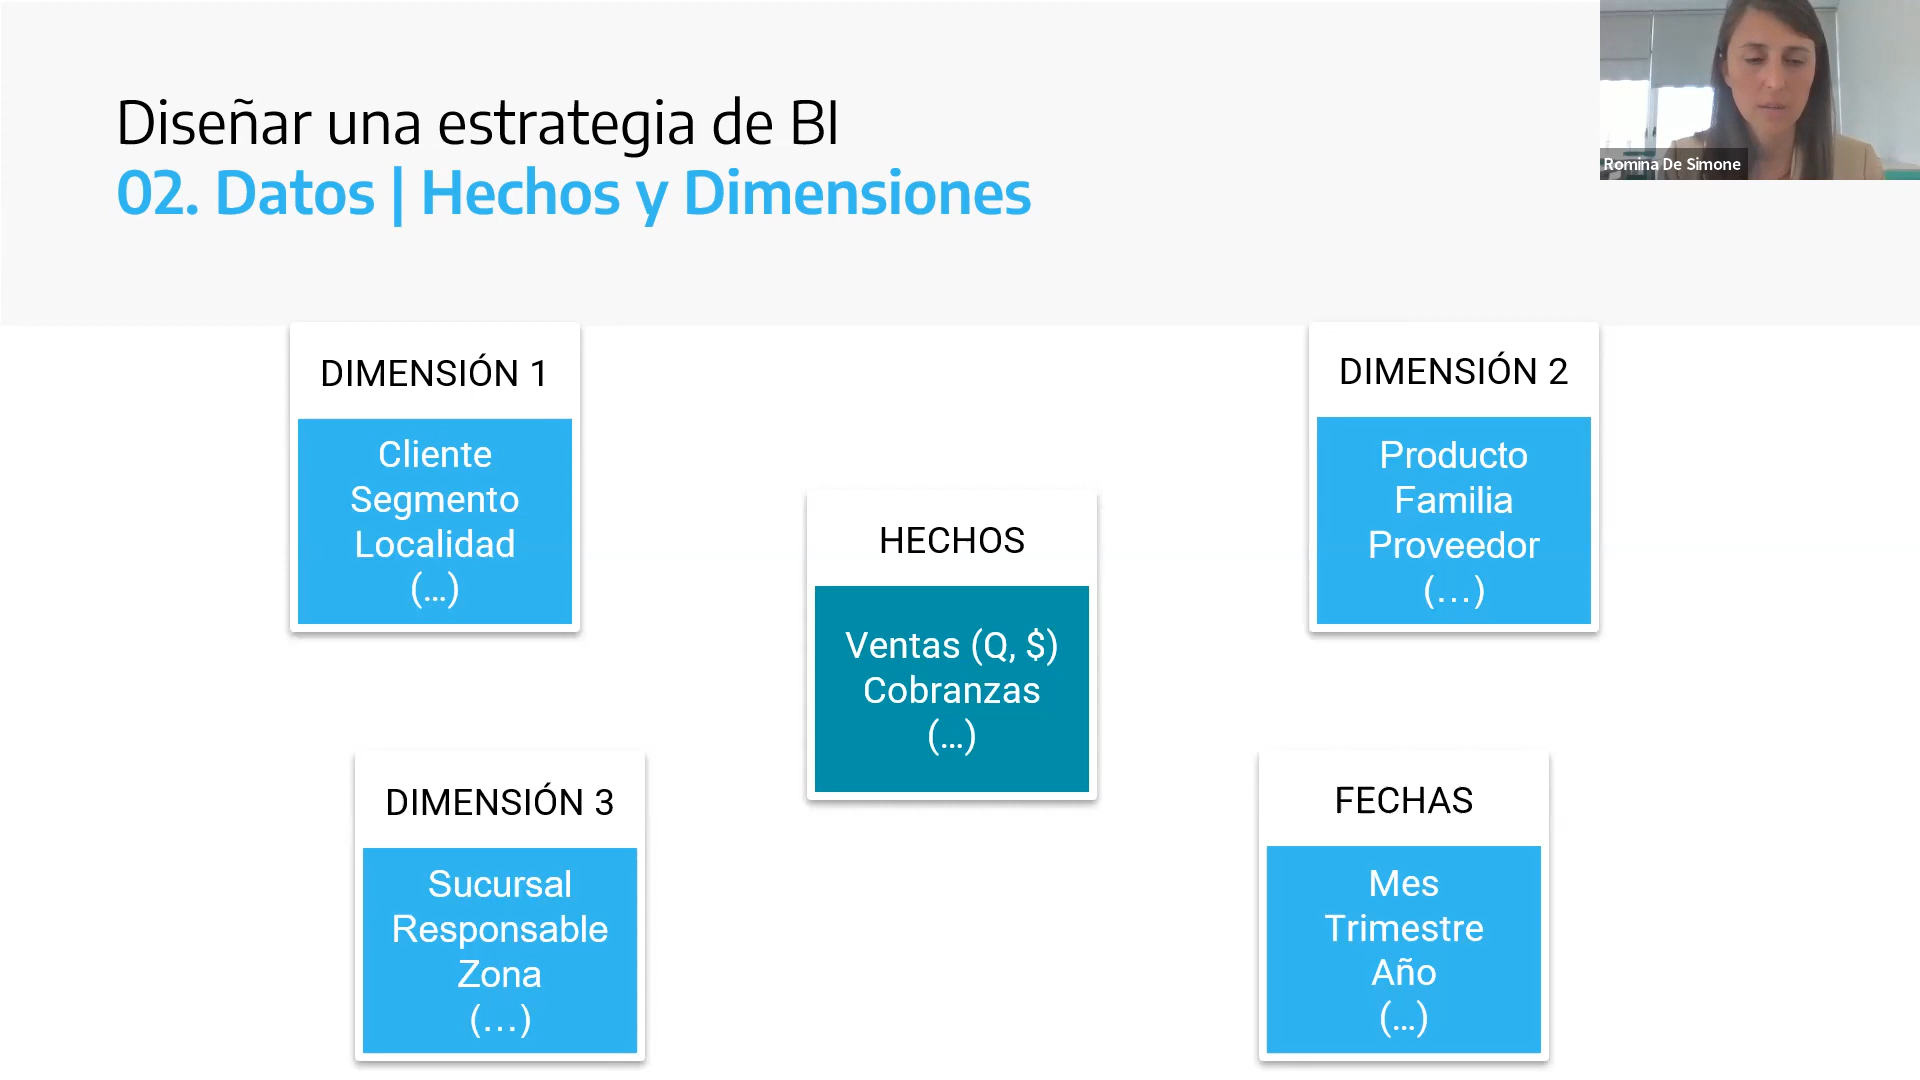 Diseñar una estrategia de BI
02. Datos | Hechos y Dimensiones
Romina De Simone
DIMENSIÓN 1
Cliente
Segmento
Localidad
(...)
DIMENSIÓN 2
Producto
Familia
Proveedor
(...)
HECHOS
Ventas (Q, $)
Cobranzas
(...)
DIMENSIÓN 3
Sucursal
Responsable
Zona
(...)
FECHAS
Mes
Trimestre
Año
(...)